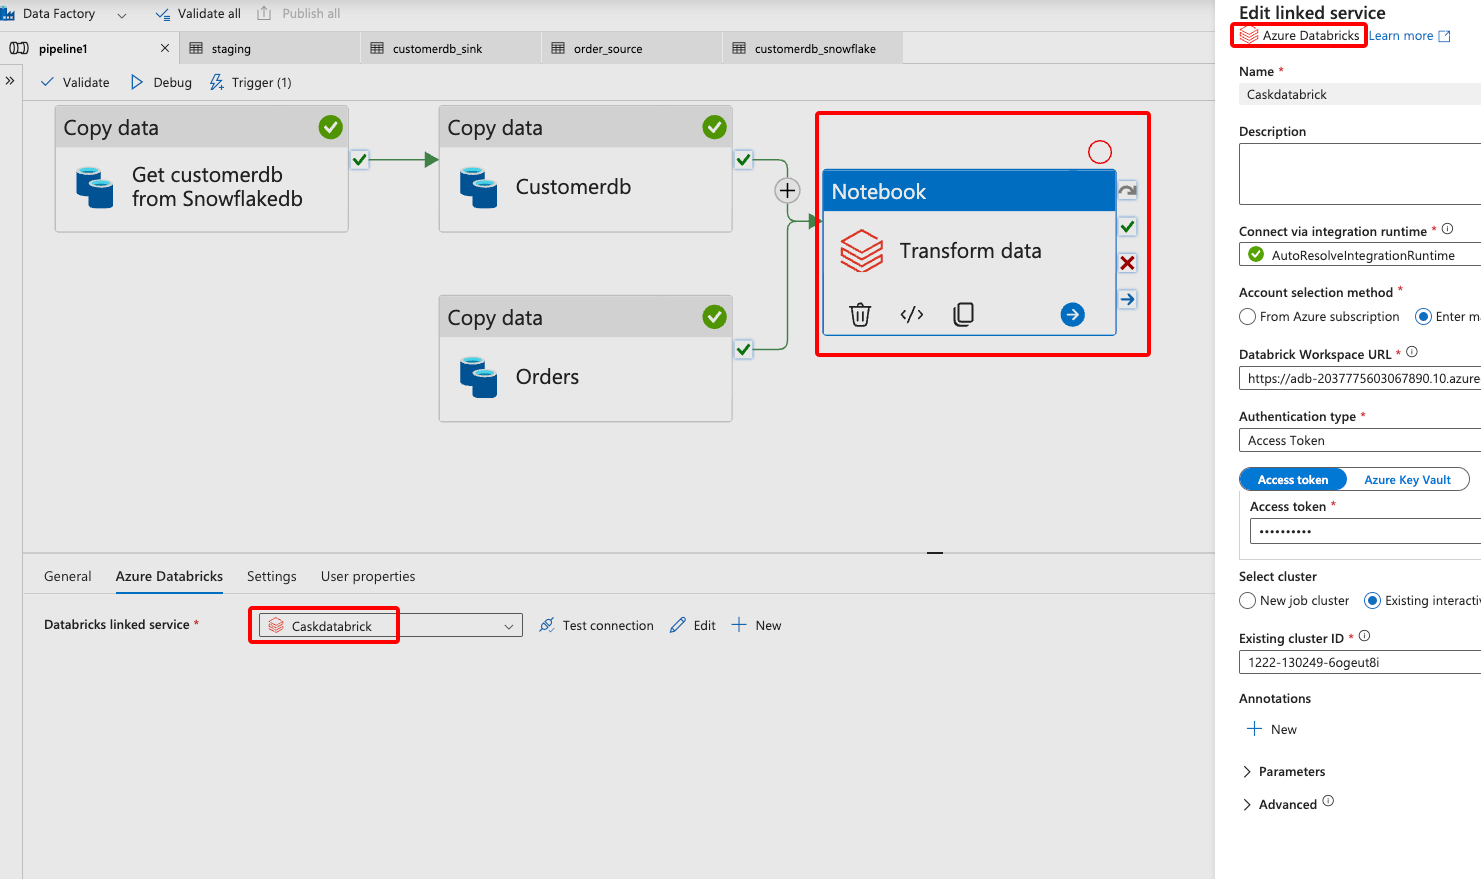 Data Factory
Validate all
Publish all
pipeline1
staging
customerdb_sink
order_source
customerdb_snowflake
Validate
Debug
Trigger (1)
Copy data
Get customerdb
from Snowflakedb
Copy data
Customerdb
Copy data
Orders
Notebook
Transform data
General
Azure Databricks
Settings
User properties
Databricks linked service *
Caskdatabrick
Test connection
Edit
New
Edit linked service
Azure Databricks
Learn more
Name *
Caskdatabrick
Description
Connect via integration runtime *
AutoResolveIntegrationRuntime
Account selection method *
From Azure subscription
Enter ma
Databrick Workspace URL *
https://adb-2037775603067890.10.azure
Authentication type *
Access Token
Access token
Azure Key Vault
Access token *
••••••••••
Select cluster
New job cluster
Existing interacti
Existing cluster ID *
1222-130249-6ogeut8i
Annotations
New
Parameters
Advanced